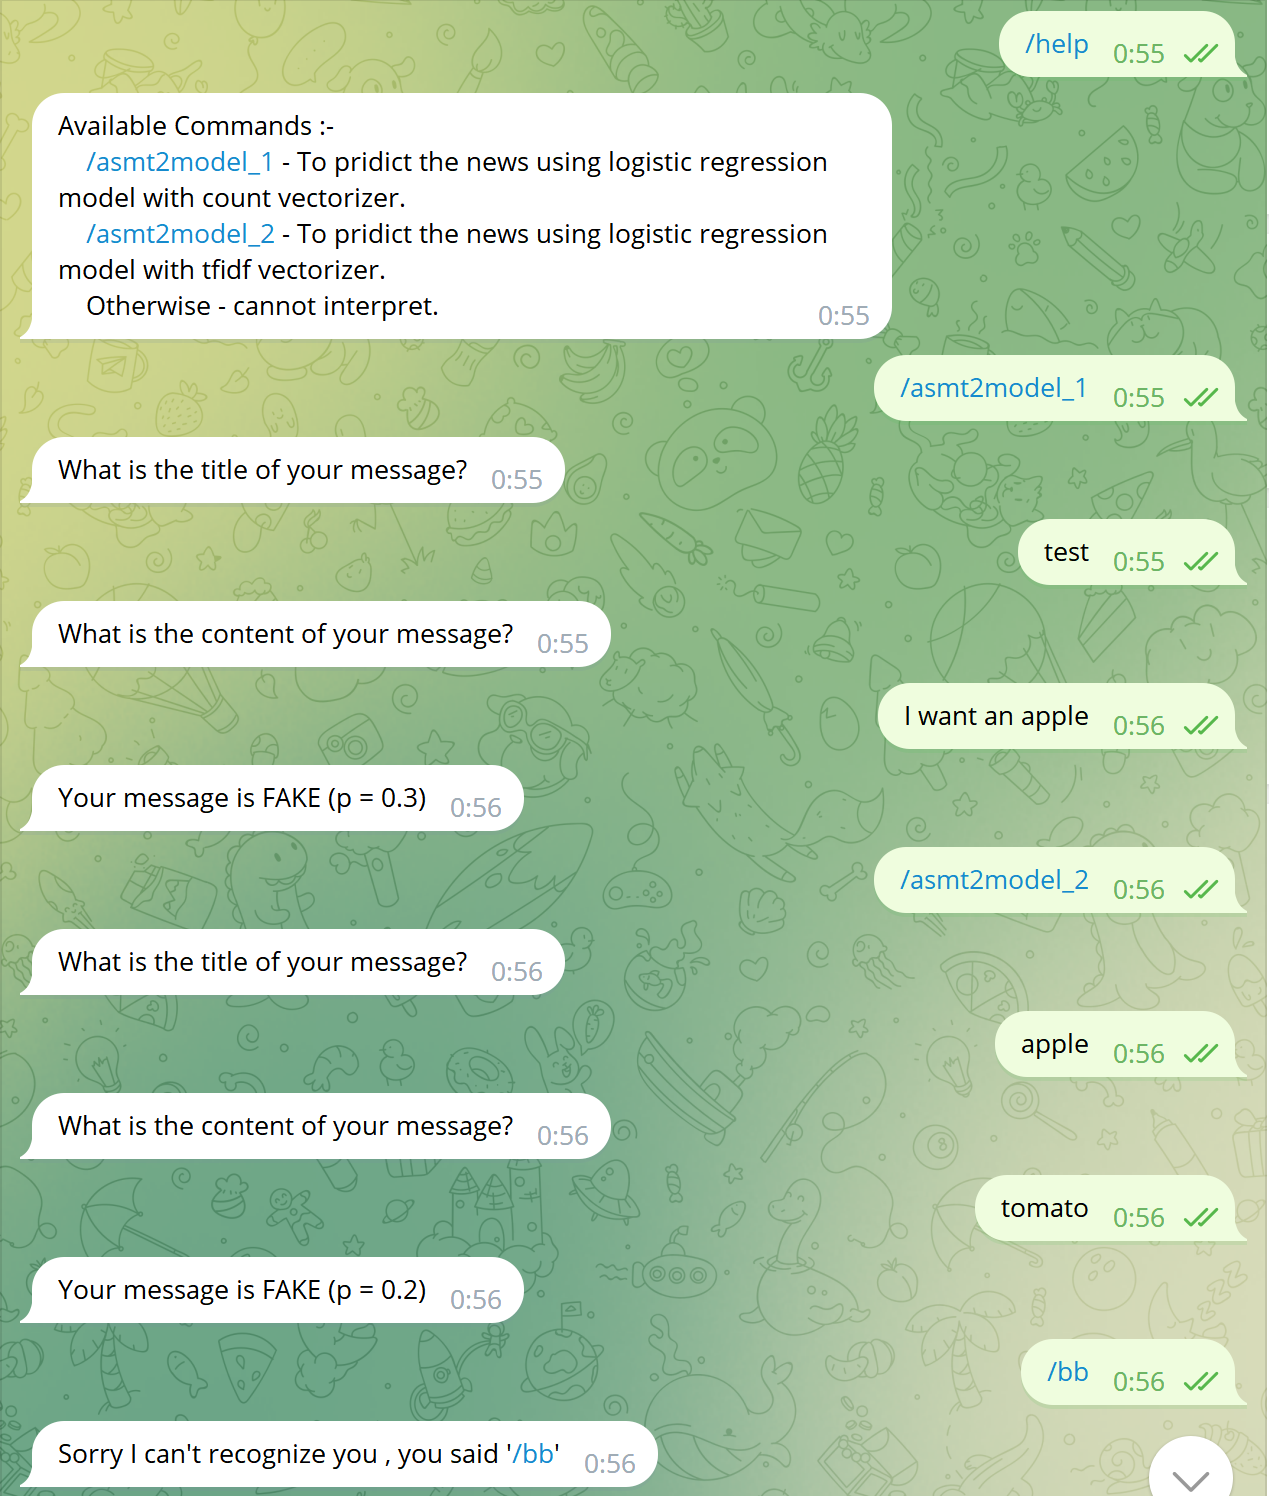 /help 0:55
Available Commands :-
/asmt2model_1 - To pridict the news using logistic regression
model with count vectorizer.
/asmt2model_2 - To pridict the news using logistic regression
model with tfidf vectorizer.
Otherwise - cannot interpret.
0:55
/asmt2model_1 0:55
What is the title of your message? 0:55
test 0:55
What is the content of your message? 0:55
I want an apple 0:56
Your message is FAKE (p = 0.3) 0:56
/asmt2model_2 0:56
What is the title of your message? 0:56
apple 0:56
What is the content of your message? 0:56
tomato 0:56
Your message is FAKE (p = 0.2) 0:56
/bb 0:56
Sorry I can't recognize you , you said '/bb' 0:56